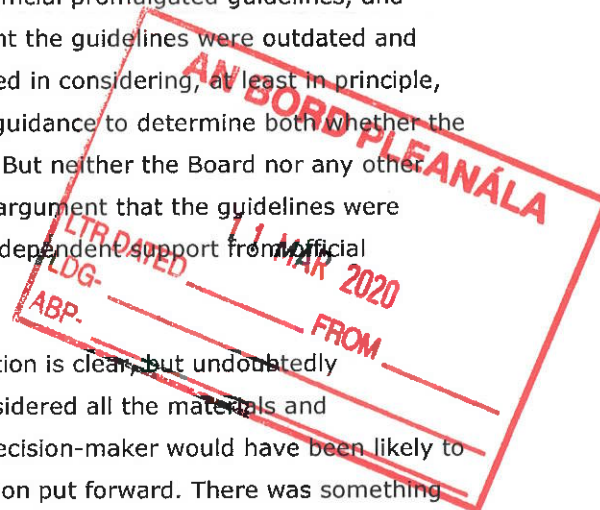 ficial promulgated guidelines, and
nt the guidelines were outdated and
ed in considering, at least in principle,
guidance to determine both whether the
But neither the Board nor any other
argument that the guidelines were
dependent support from official
tion is clear, but undoubtedly
sidered all the materials and
ecision-maker would have been likely to
on put forward. There was something
AN BORD PLEANÁLA
11 MAR 2020
LTR DATED FROM
LDG-
ABP-